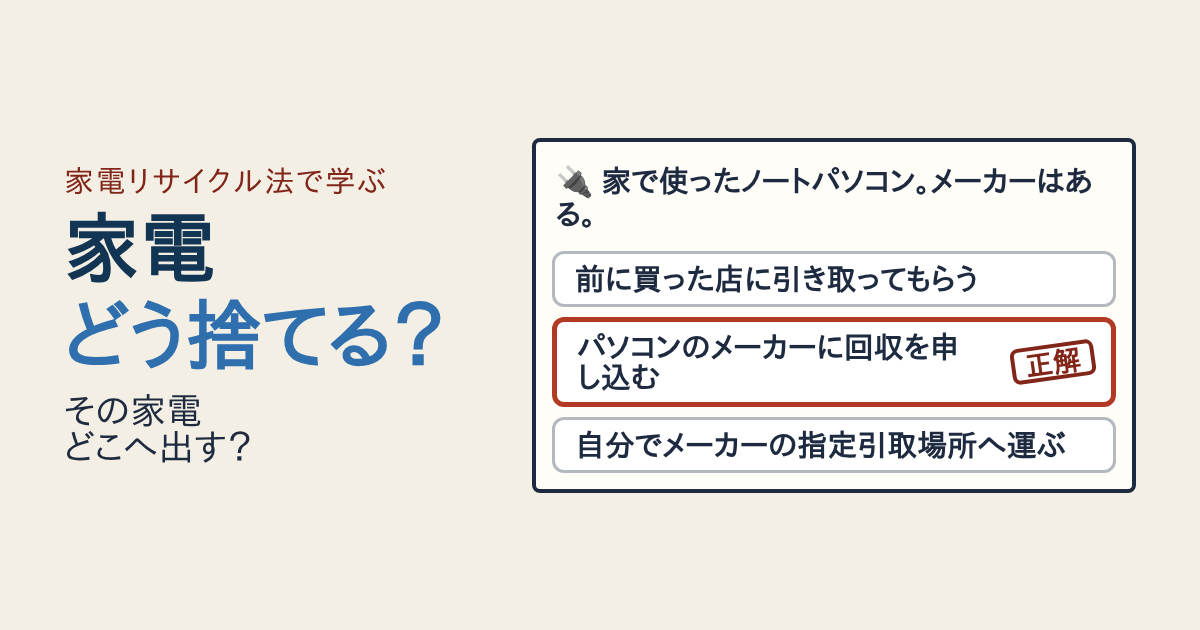 家電リサイクル法で学ぶ
家電
どう捨てる?
その家電
どこへ出す?
🔌 家で使ったノートパソコン。メーカーはあ
る。
前に買った店に引き取ってもらう
パソコンのメーカーに回収を申
し込む
正解
自分でメーカーの指定引取場所へ運ぶ